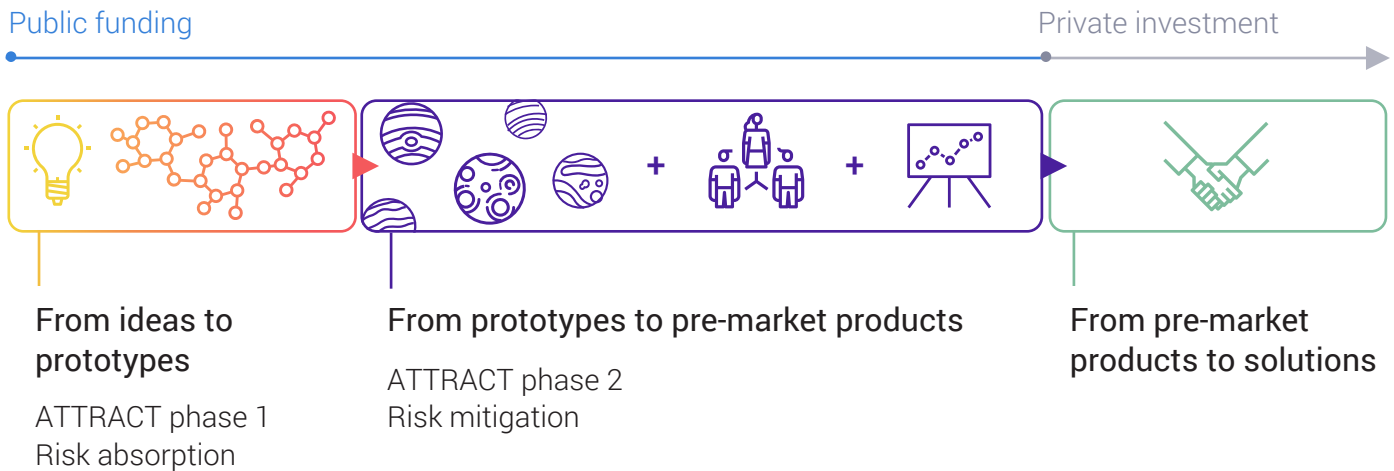 Public funding
Private investment
From ideas to
prototypes
ATTRACT phase 1
Risk absorption
From prototypes to pre-market products
ATTRACT phase 2
Risk mitigation
From pre-market
products to solutions